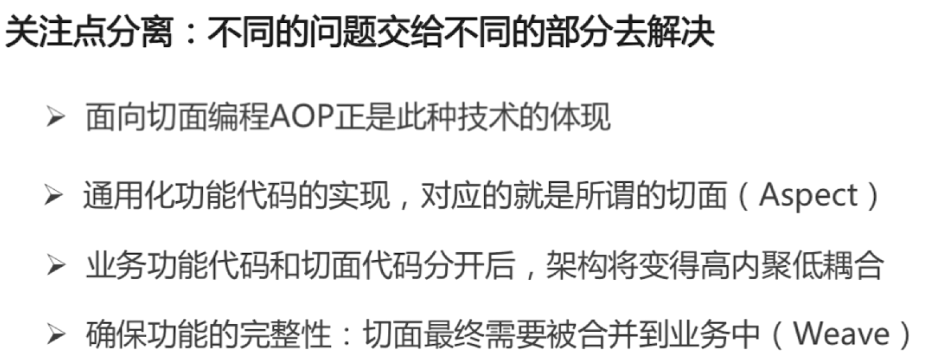 关注点分离：不同的问题交给不同的部分去解决
➢ 面向切面编程AOP正是此种技术的体现
➢ 通用化功能代码的实现，对应的就是所谓的切面（Aspect）
➢ 业务功能代码和切面代码分开后，架构将变得高内聚低耦合
➢ 确保功能的完整性：切面最终需要被合并到业务中（Weave）